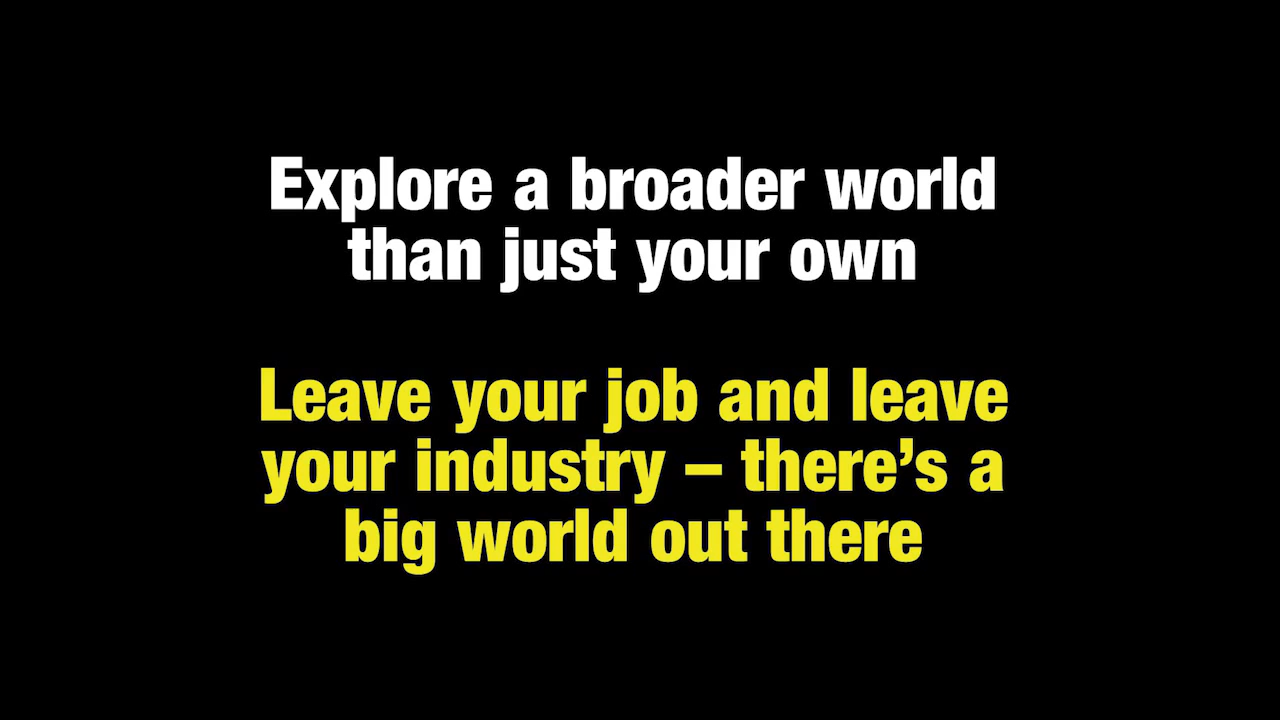 Explore a broader world
than just your own
Leave your job and leave
your industry – there’s a
big world out there